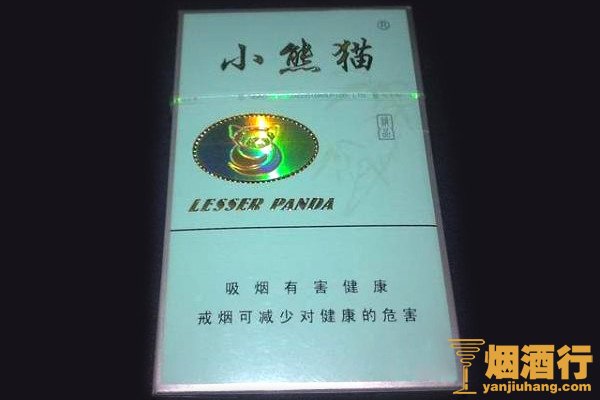 小熊猫
LESSER PANDA
吸烟有害健康
戒烟可减少对健康的危害
烟酒行
yanjiuhang.com